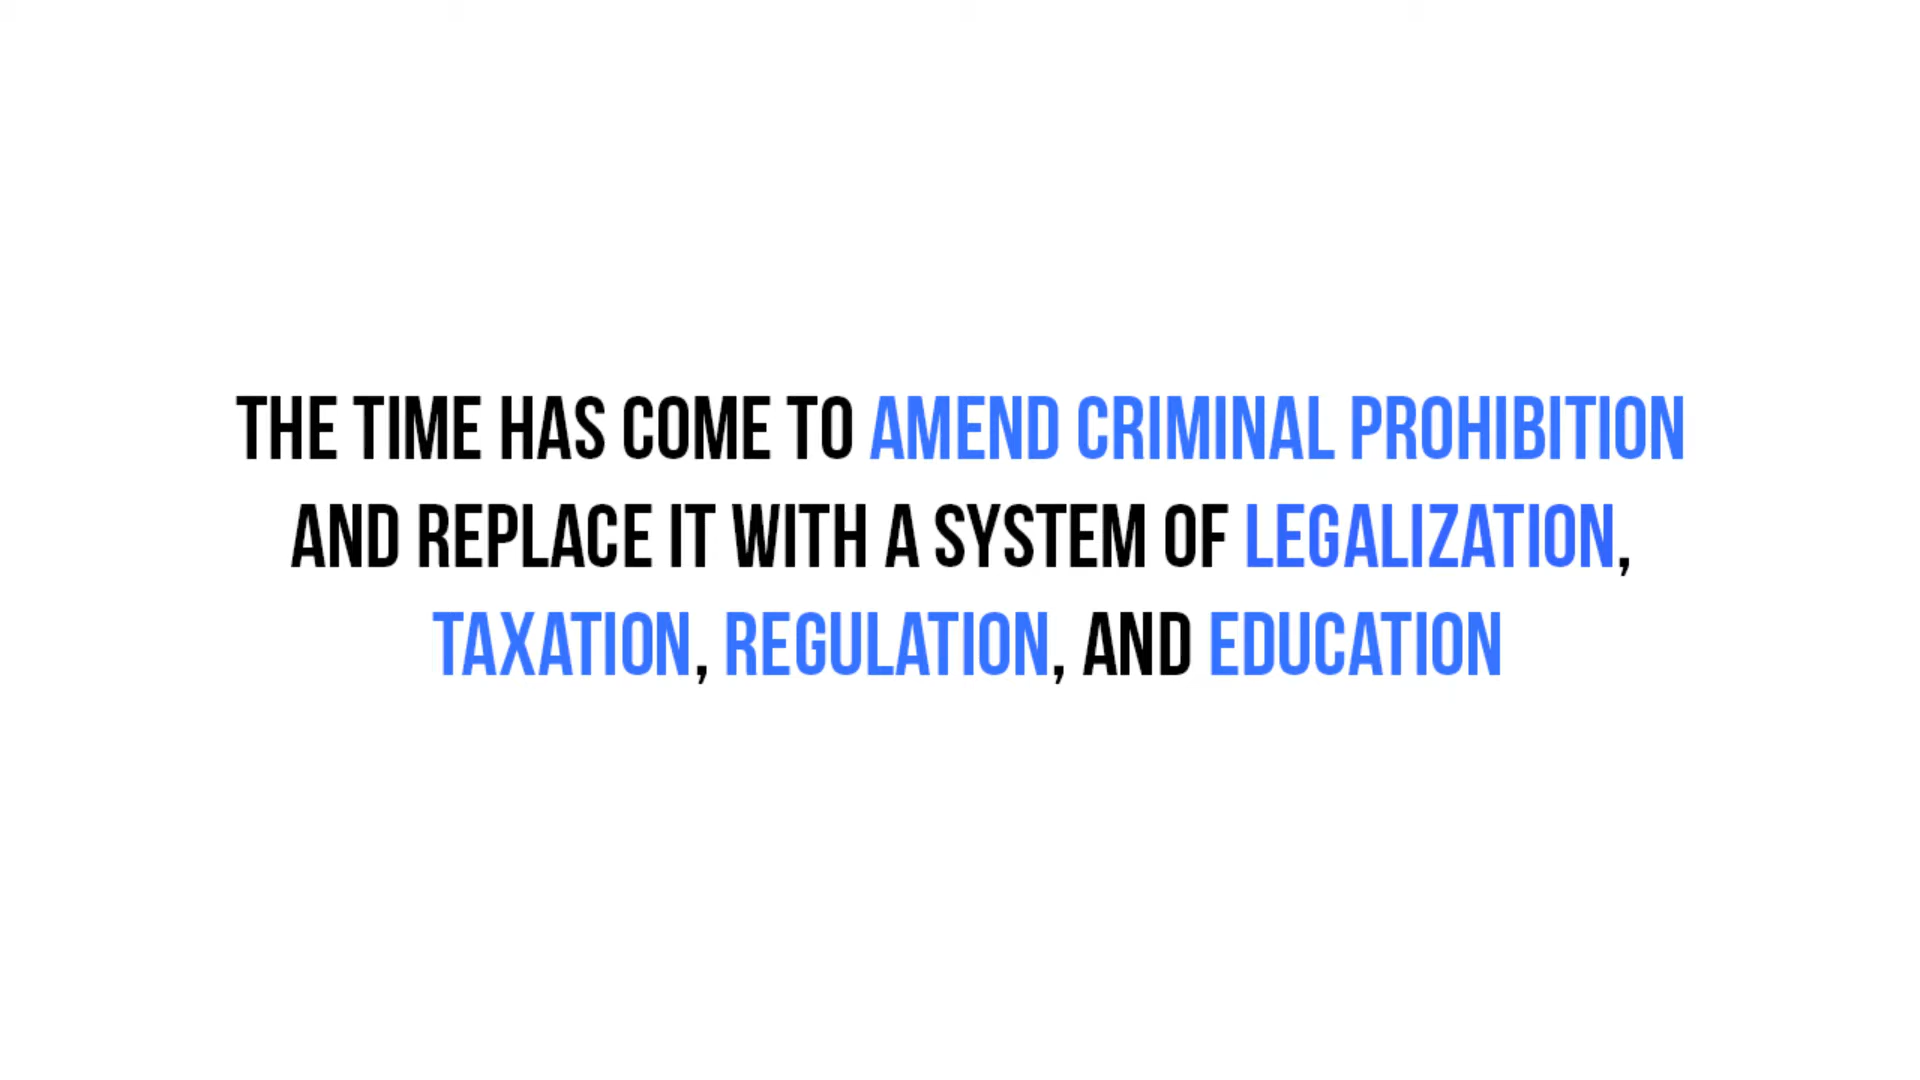 THE TIME HAS COME TO AMEND CRIMINAL PROHIBITION
AND REPLACE IT WITH A SYSTEM OF LEGALIZATION,
TAXATION, REGULATION, AND EDUCATION